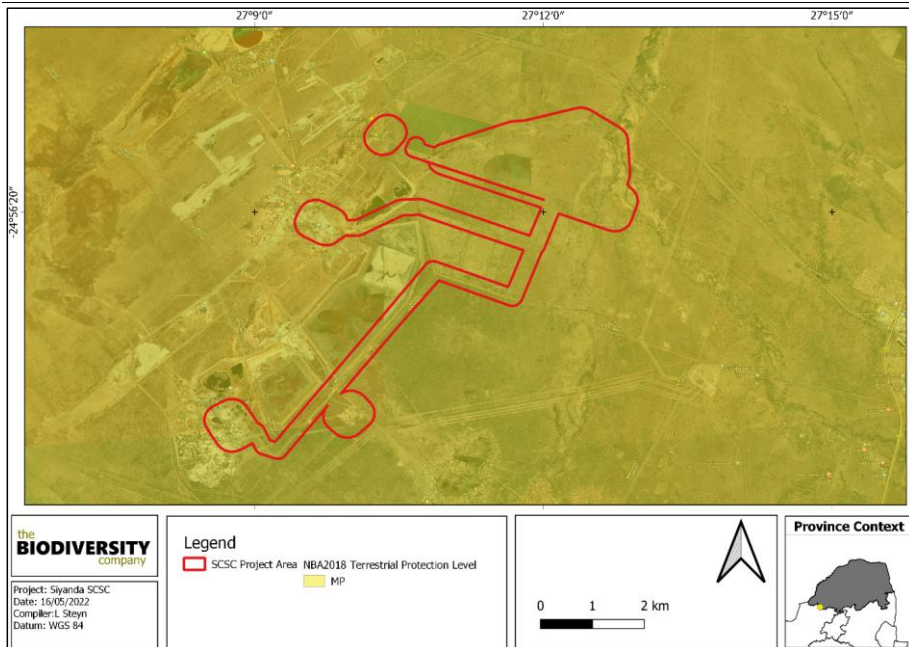 27°9'0" 27°12'0" 27°15'0"
-24°56'20"
the
BIODIVERSITY
company
Project: Siyanda SCSC
Date: 16/05/2022
Compiler:L Steyn
Datum: WGS 84
Legend
SCSC Project Area NBA2018 Terrestrial Protection Level
MP
0 1 2 km
Province Context